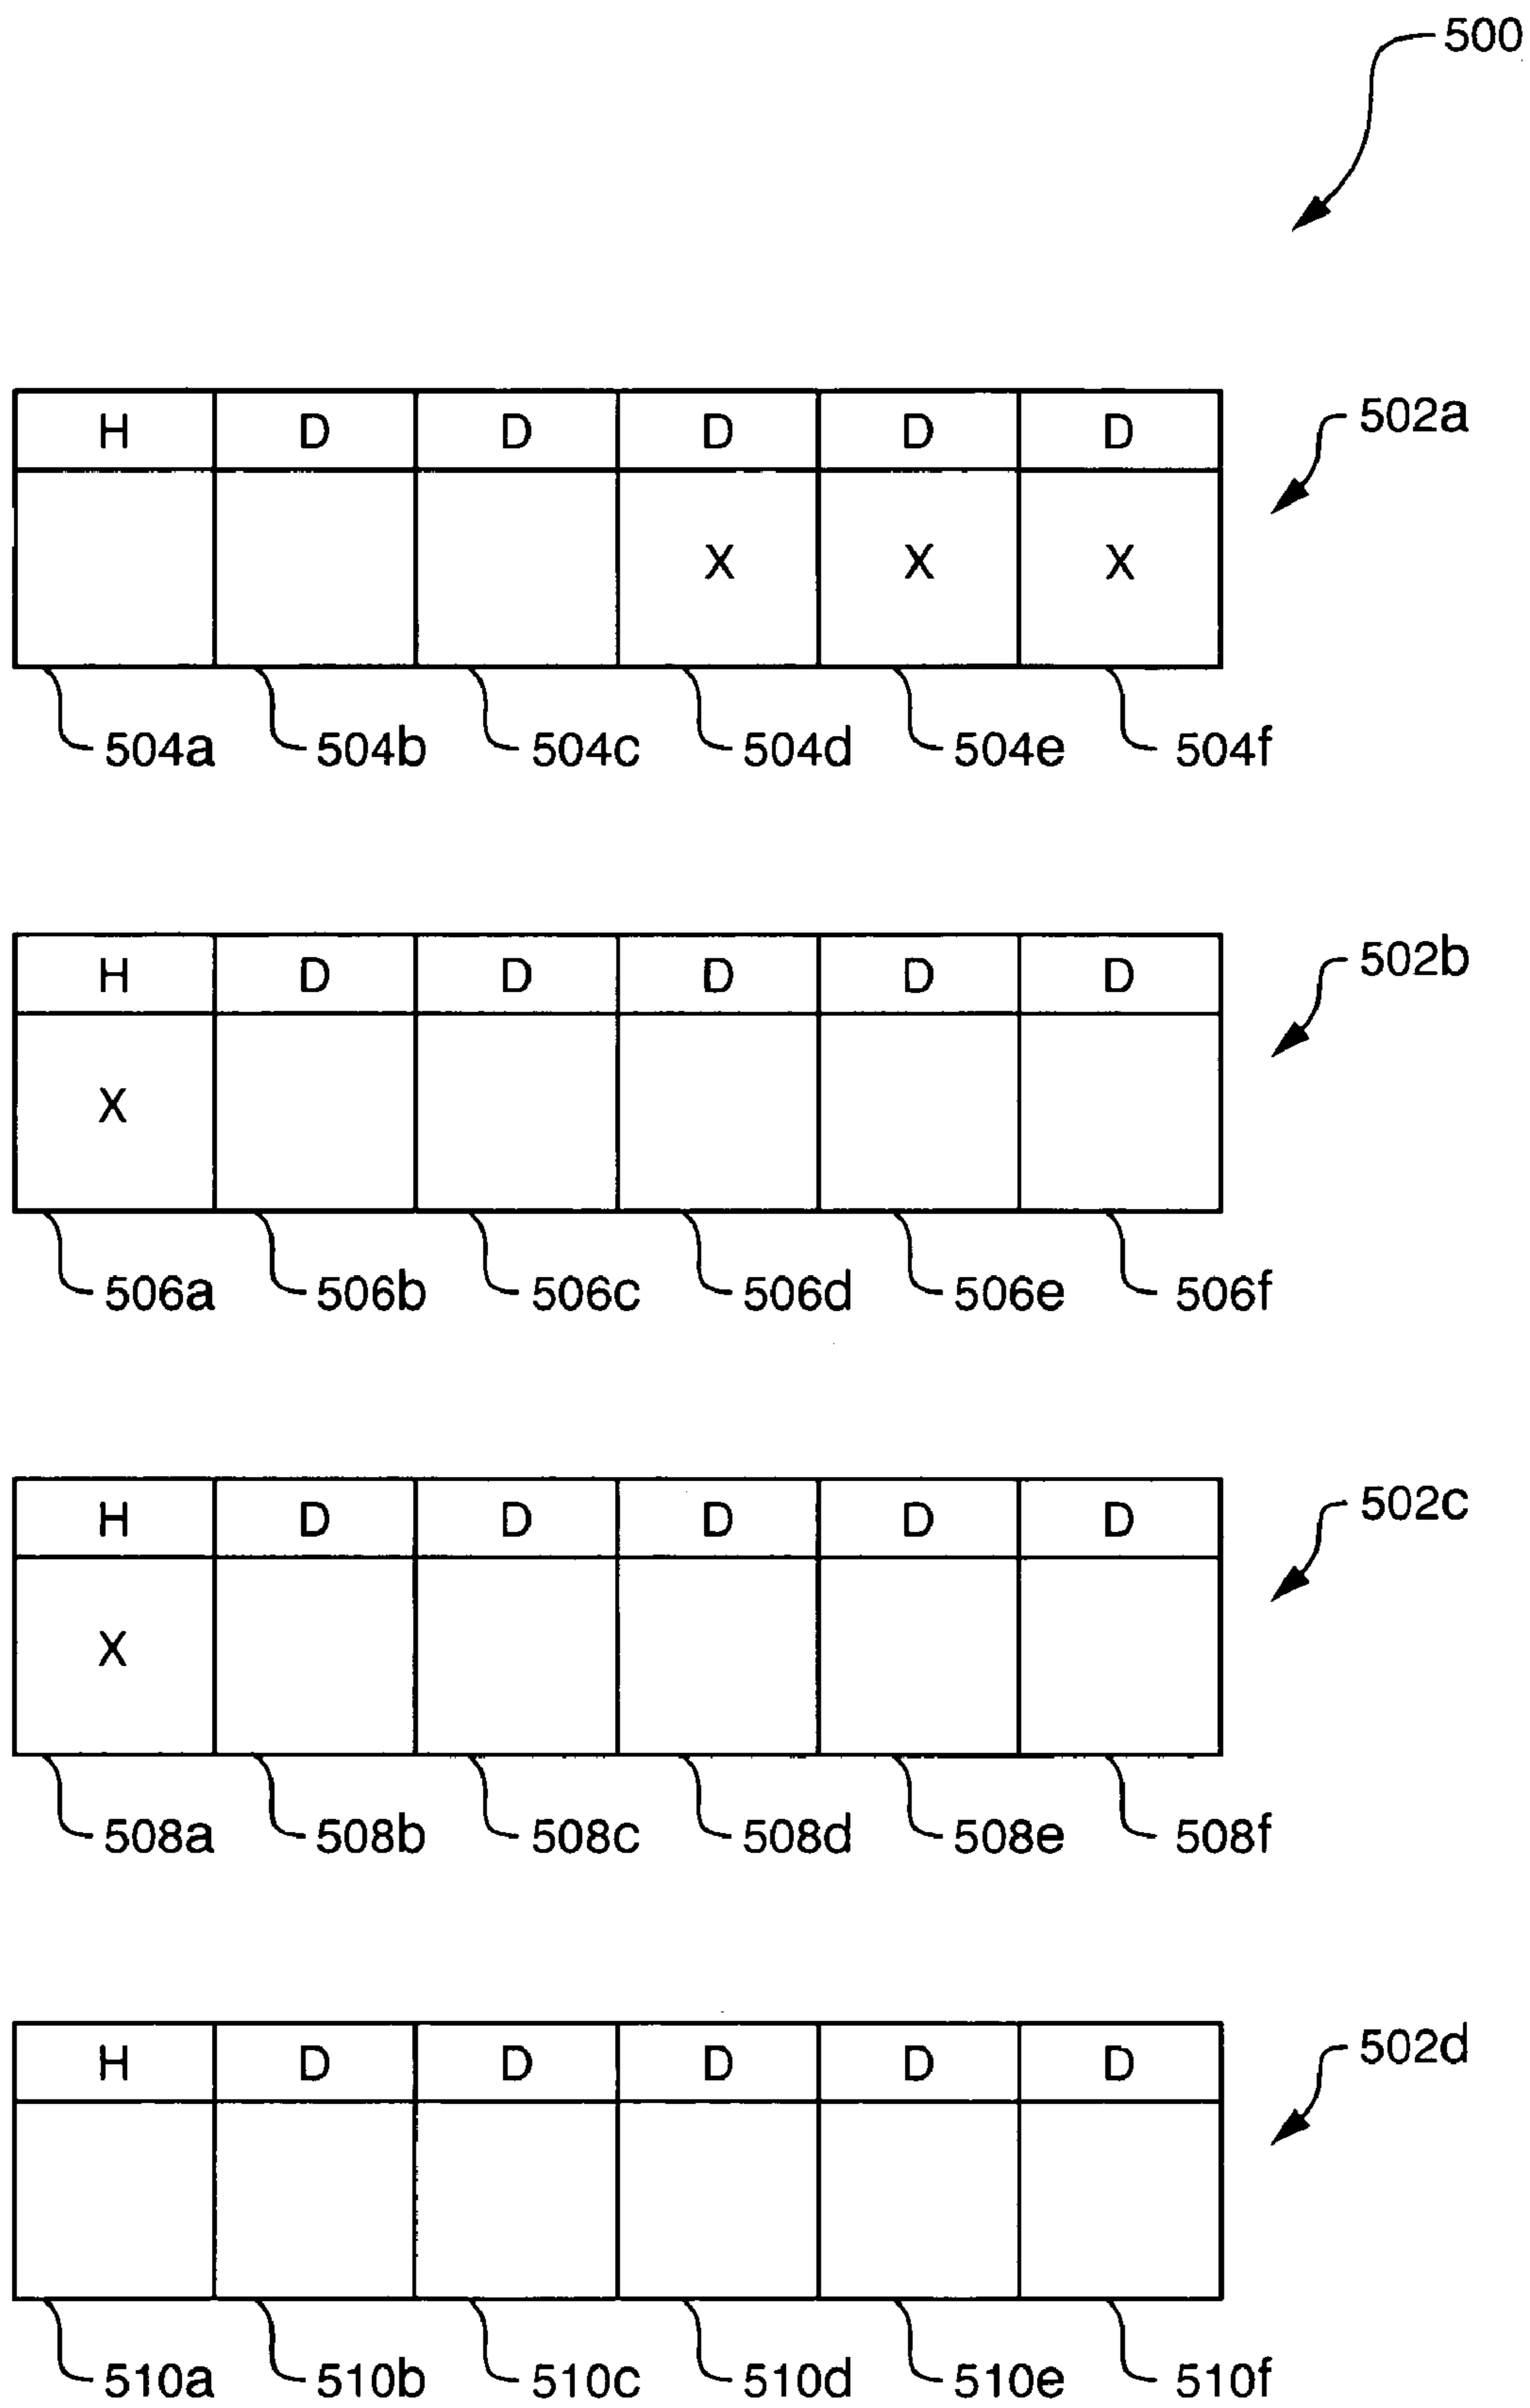 500
H D D D D D
502a
X X X
504a 504b 504c 504d 504e 504f
H D D D D D
502b
X
506a 506b 506c 506d 506e 506f
H D D D D D
502c
X
508a 508b 508c 508d 508e 508f
H D D D D D
502d
510a 510b 510c 510d 510e 510f